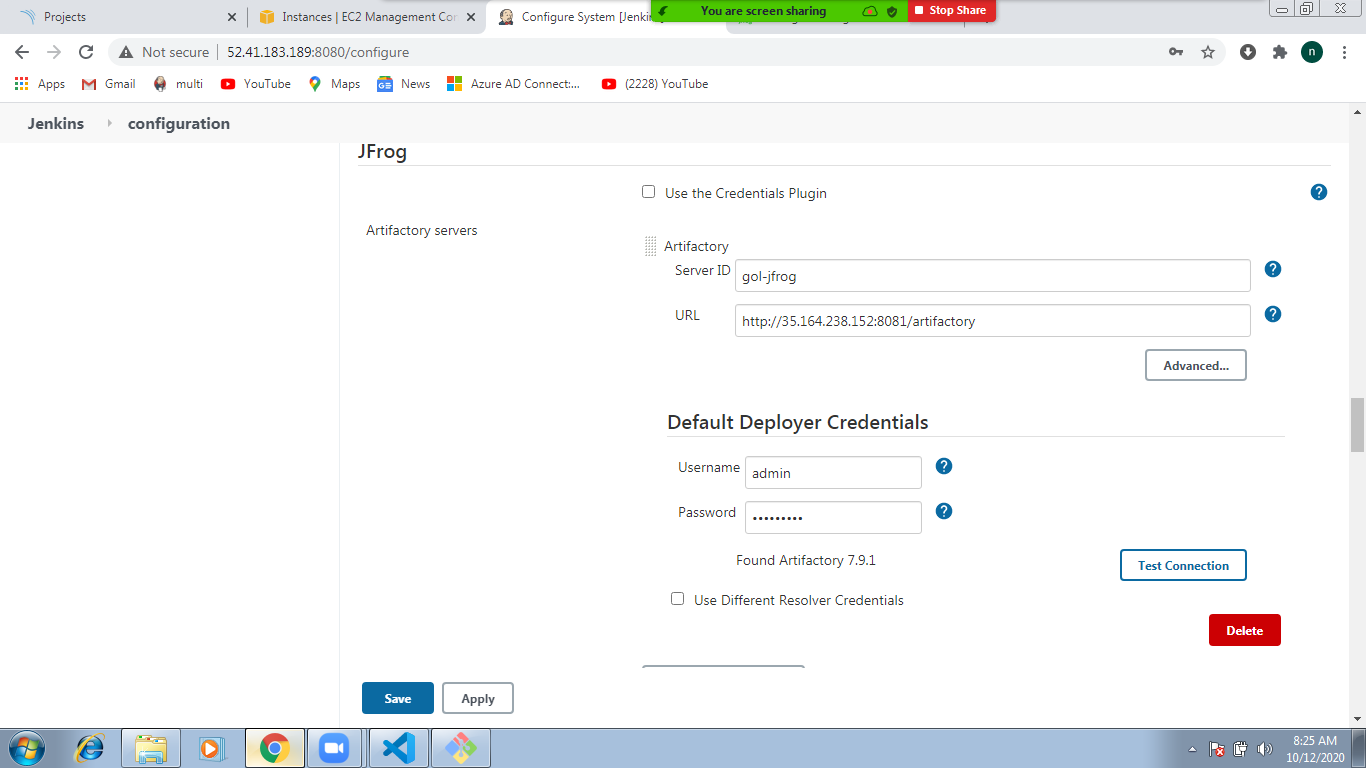 Projects
Instances | EC2 Management Con
Configure System [Jenkin
You are screen sharing
Stop Share
Not secure
52.41.183.189:8080/configure
n
Apps
Gmail
multi
YouTube
Maps
News
Azure AD Connect:...
(2228) YouTube
Jenkins
configuration
JFrog
Use the Credentials Plugin
Artifactory servers
Artifactory
Server ID
gol-jfrog
URL
http://35.164.238.152:8081/artifactory
Advanced...
Default Deployer Credentials
Username
admin
Password
Found Artifactory 7.9.1
Test Connection
Use Different Resolver Credentials
Delete
Save
Apply
8:25 AM
10/12/2020